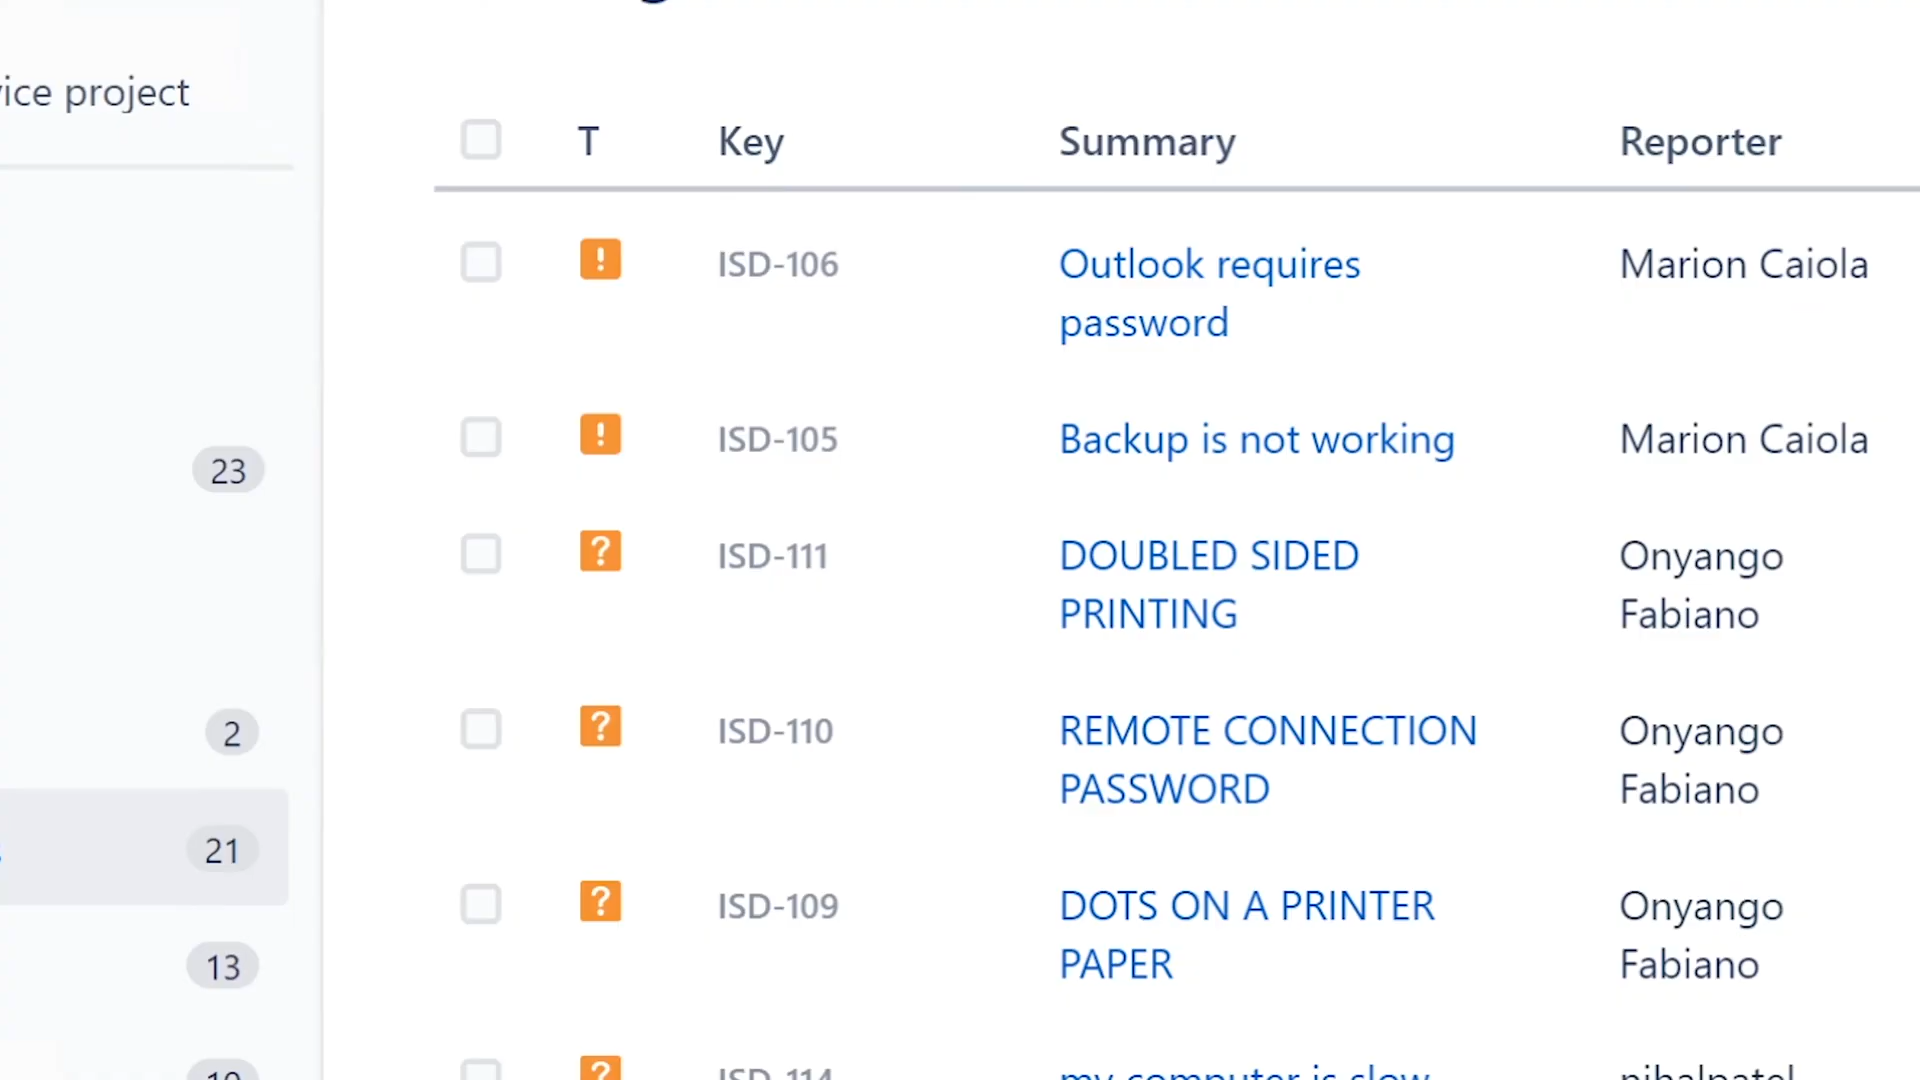 vice project
T Key Summary Reporter
ISD-106 Outlook requires Marion Caiola
password
ISD-105 Backup is not working Marion Caiola
23
ISD-111 DOUBLED SIDED Onyango
PRINTING Fabiano
2 ISD-110 REMOTE CONNECTION Onyango
PASSWORD Fabiano
21
ISD-109 DOTS ON A PRINTER Onyango
PAPER Fabiano
13
ISD-114 my computer is slow nihalpatel